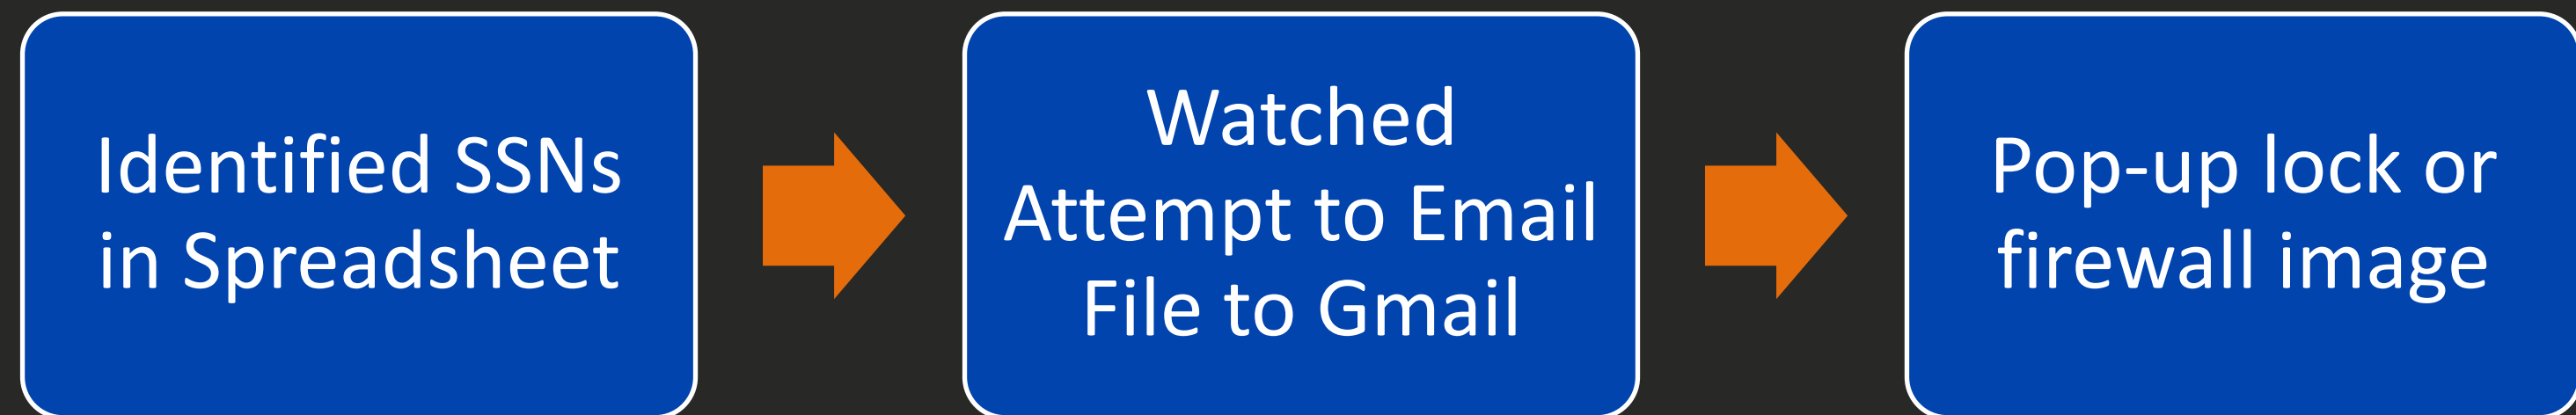 Identified SSNs
in Spreadsheet
Watched
Attempt to Email
File to Gmail
Pop-up lock or
firewall image